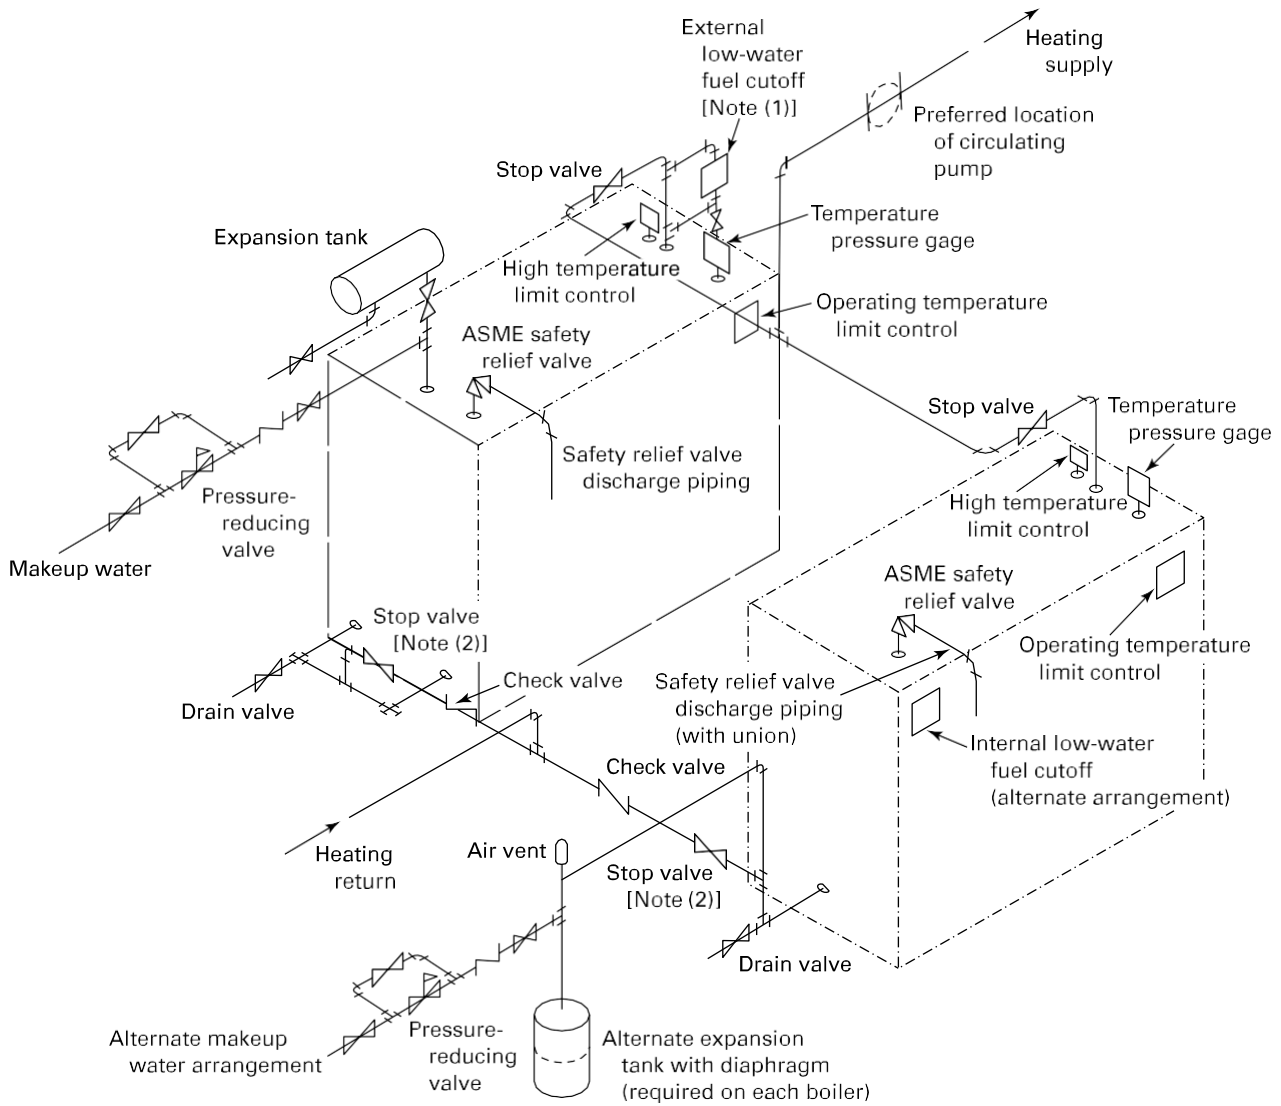 External
low-water
fuel cutoff
[Note (1)]
Heating
supply
Preferred location
of circulating
pump
Stop valve
Temperature
pressure gage
Expansion tank
High temperature
limit control
Operating temperature
limit control
ASME safety
relief valve
Stop valve
Temperature
pressure gage
Safety relief valve
discharge piping
Pressure-
reducing
valve
High temperature
limit control
Makeup water
ASME safety
relief valve
Stop valve
[Note (2)]
Operating temperature
limit control
Check valve
Safety relief valve
discharge piping
(with union)
Drain valve
Internal low-water
fuel cutoff
(alternate arrangement)
Check valve
Heating
return
Air vent
Stop valve
[Note (2)]
Drain valve
Alternate makeup
water arrangement
Pressure-
reducing
valve
Alternate expansion
tank with diaphragm
(required on each boiler)